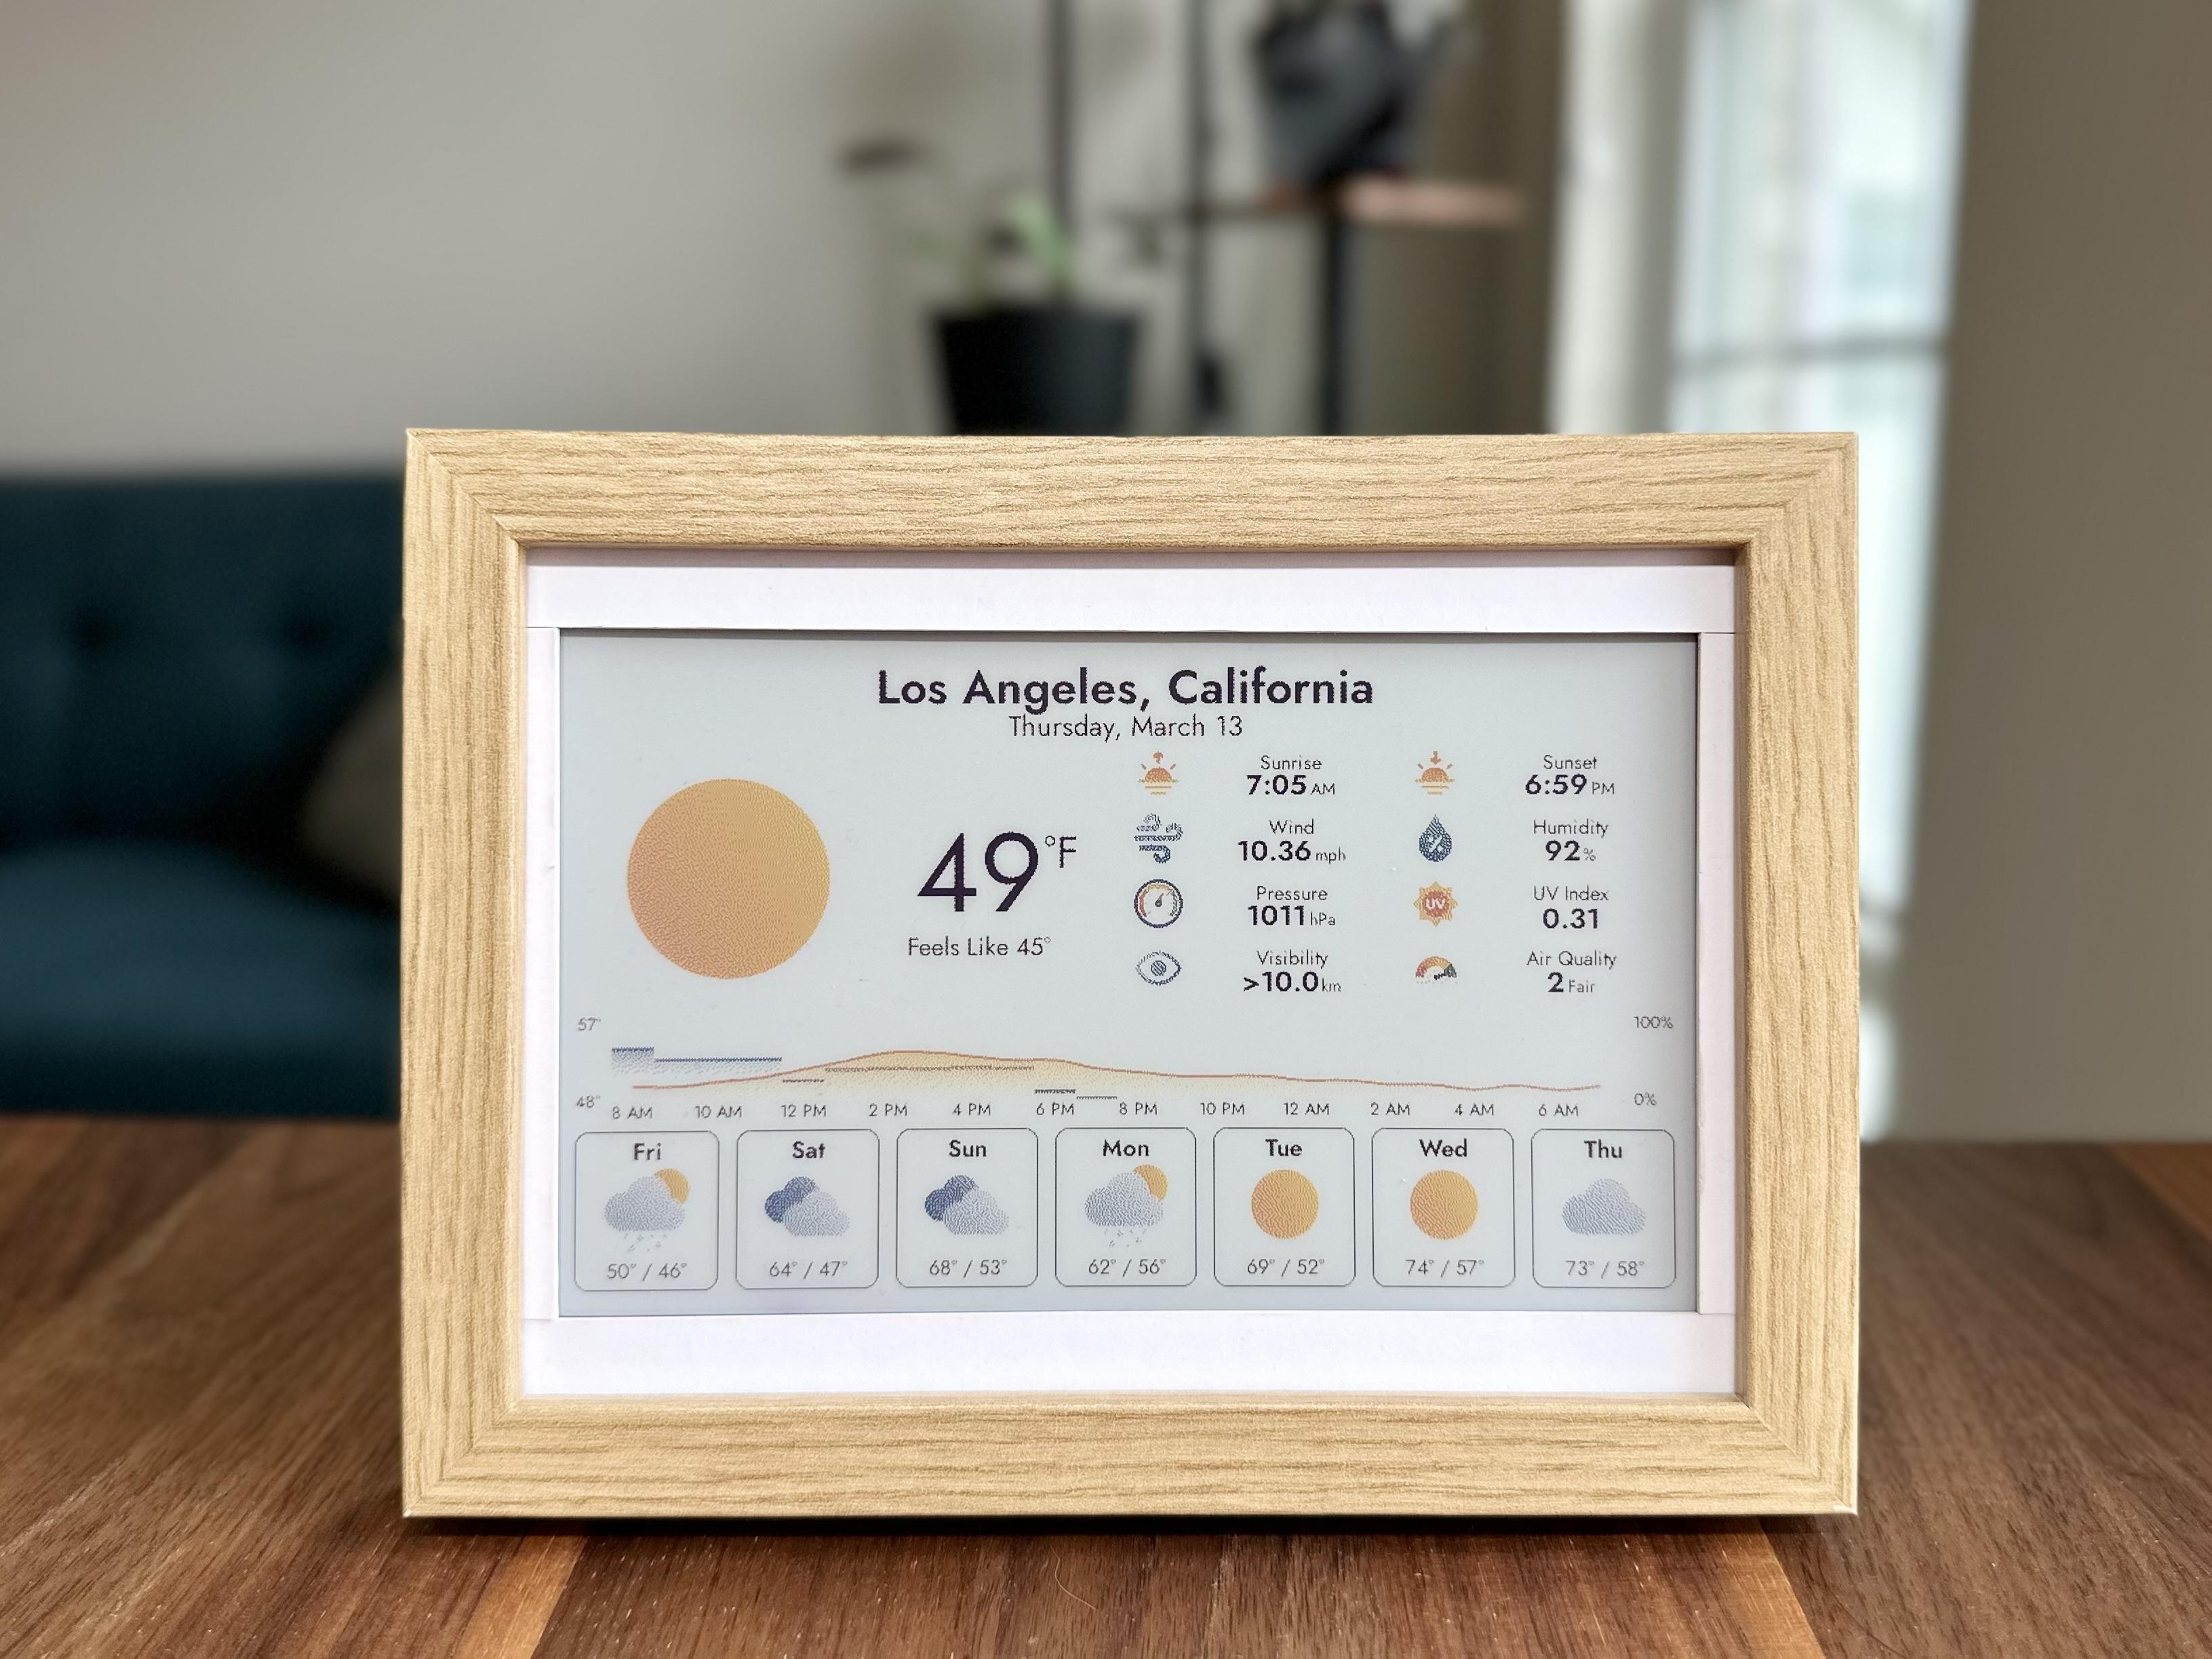 Los Angeles, California
Thursday, March 13
49°F
Feels Like 45°
Sunrise
7:05 AM
Sunset
6:59 PM
Wind
10.36 mph
Humidity
92%
Pressure
1011 hPa
UV
UV Index
0.31
Visibility
>10.0 km
Air Quality
2 Fair
57° 100%
48° 0%
8 AM 10 AM 12 PM 2 PM 4 PM 6 PM 8 PM 10 PM 12 AM 2 AM 4 AM 6 AM
Fri Sat Sun Mon Tue Wed Thu
50° / 46° 64° / 47° 68° / 53° 62° / 56° 69° / 52° 74° / 57° 73° / 58°